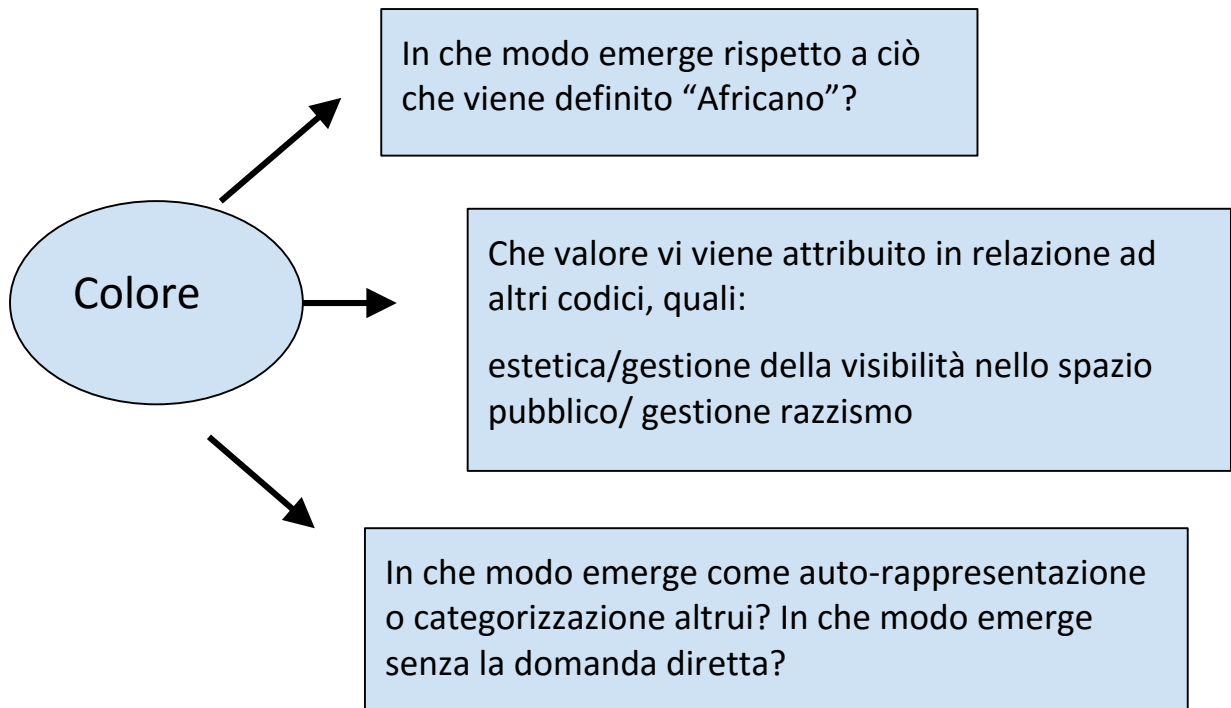 In che modo emerge rispetto a ciò
che viene definito “Africano”?
Colore
Che valore vi viene attribuito in relazione ad
altri codici, quali:
estetica/gestione della visibilità nello spazio
pubblico/ gestione razzismo
In che modo emerge come auto-rappresentazione
o categorizzazione altrui? In che modo emerge
senza la domanda diretta?